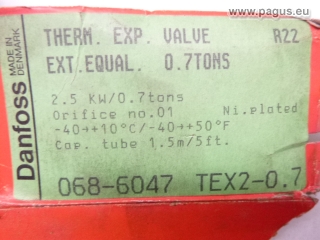 © www.pagus.eu
THERM. EXP. VALVE R22
EXT.EQUAL. 0.7TONS
2.5 KW/0.7tons
Orifice no.01 Ni.plated
-40→+10°C/-40→+50°F
Cap. tube 1.5m/5ft.
068-6047 TEX2-0.7
Danfoss
MADE IN
DENMARK